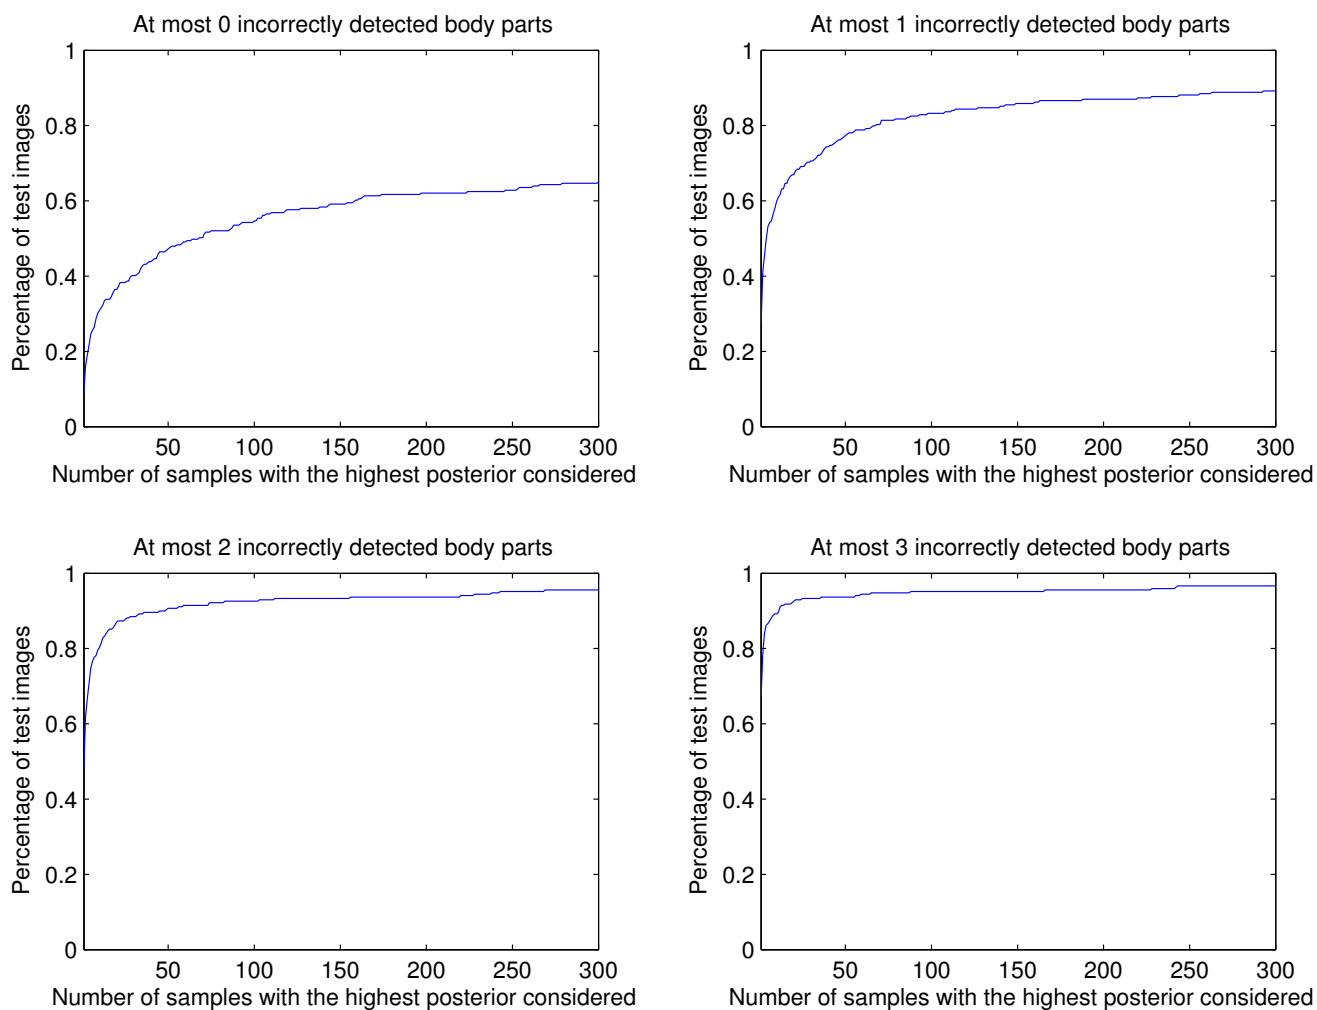 At most 0 incorrectly detected body parts
Percentage of test images
1
0.8
0.6
0.4
0.2
0
50 100 150 200 250 300
Number of samples with the highest posterior considered
At most 1 incorrectly detected body parts
Percentage of test images
1
0.8
0.6
0.4
0.2
0
50 100 150 200 250 300
Number of samples with the highest posterior considered
At most 2 incorrectly detected body parts
Percentage of test images
1
0.8
0.6
0.4
0.2
0
50 100 150 200 250 300
Number of samples with the highest posterior considered
At most 3 incorrectly detected body parts
Percentage of test images
1
0.8
0.6
0.4
0.2
0
50 100 150 200 250 300
Number of samples with the highest posterior considered